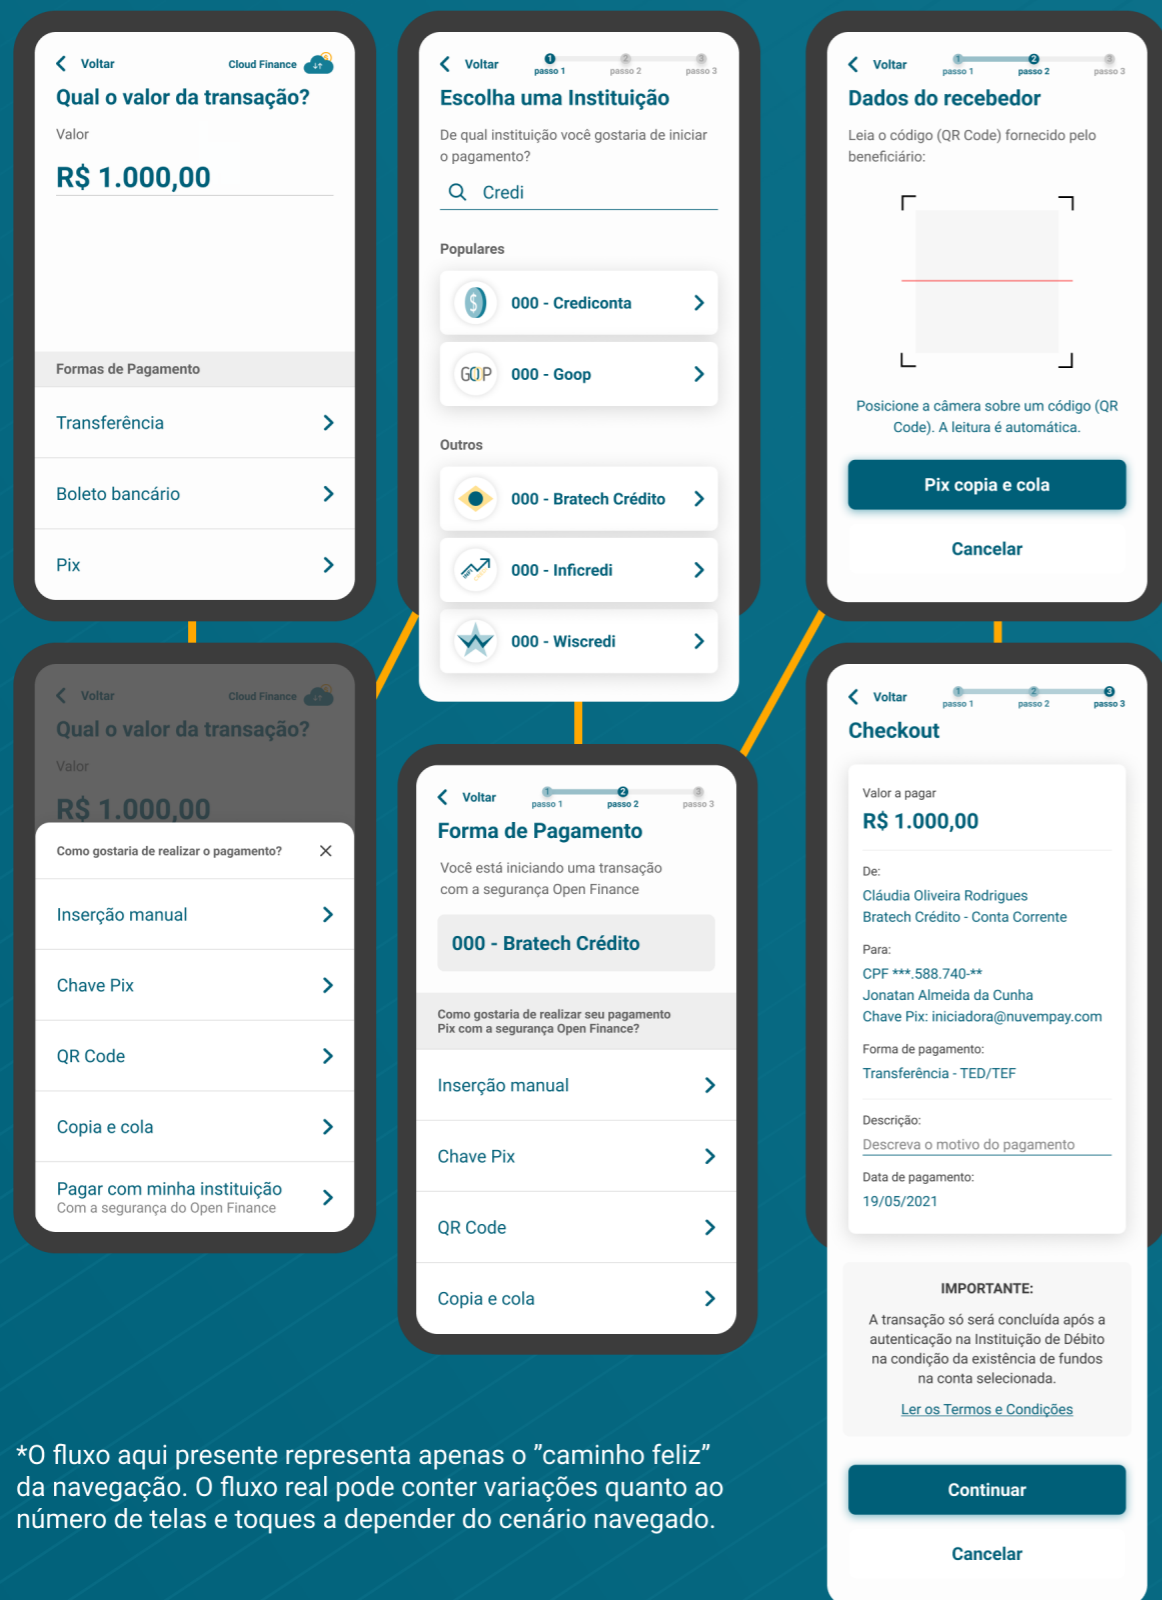 Voltar
Cloud Finance
Qual o valor da transação?
Valor
R$ 1.000,00
Formas de Pagamento
Transferência
Boleto bancário
Pix
Voltar
Cloud Finance
Qual o valor da transação?
Valor
R$ 1.000,00
Como gostaria de realizar o pagamento?
Inserção manual
Chave Pix
QR Code
Copia e cola
Pagar com minha instituição
Com a segurança do Open Finance
Voltar
1 2 3
passo 1 passo 2 passo 3
Escolha uma Instituição
De qual instituição você gostaria de iniciar
o pagamento?
Credi
Populares
$ 000 - Crediconta
GOOP 000 - Goop
Outros
000 - Bratech Crédito
000 - Inficredi
000 - Wiscredi
Voltar
1 2 3
passo 1 passo 2 passo 3
Forma de Pagamento
Você está iniciando uma transação
com a segurança Open Finance
000 - Bratech Crédito
Como gostaria de realizar seu pagamento
Pix com a segurança Open Finance?
Inserção manual
Chave Pix
QR Code
Copia e cola
Voltar
1 2 3
passo 1 passo 2 passo 3
Dados do recebedor
Leia o código (QR Code) fornecido pelo
beneficiário:
Posicione a câmera sobre um código (QR
Code). A leitura é automática.
Pix copia e cola
Cancelar
Voltar
1 2 3
passo 1 passo 2 passo 3
Checkout
Valor a pagar
R$ 1.000,00
De:
Cláudia Oliveira Rodrigues
Bratech Crédito - Conta Corrente
Para:
CPF ***.588.740-**
Jonatan Almeida da Cunha
Chave Pix: iniciadora@nuvempay.com
Forma de pagamento:
Transferência - TED/TEF
Descrição:
Descreva o motivo do pagamento
Data de pagamento:
19/05/2021
IMPORTANTE:
A transação só será concluída após a
autenticação na Instituição de Débito
na condição da existência de fundos
na conta selecionada.
Ler os Termos e Condições
Continuar
Cancelar
*O fluxo aqui presente representa apenas o ”caminho feliz”
da navegação. O fluxo real pode conter variações quanto ao
número de telas e toques a depender do cenário navegado.